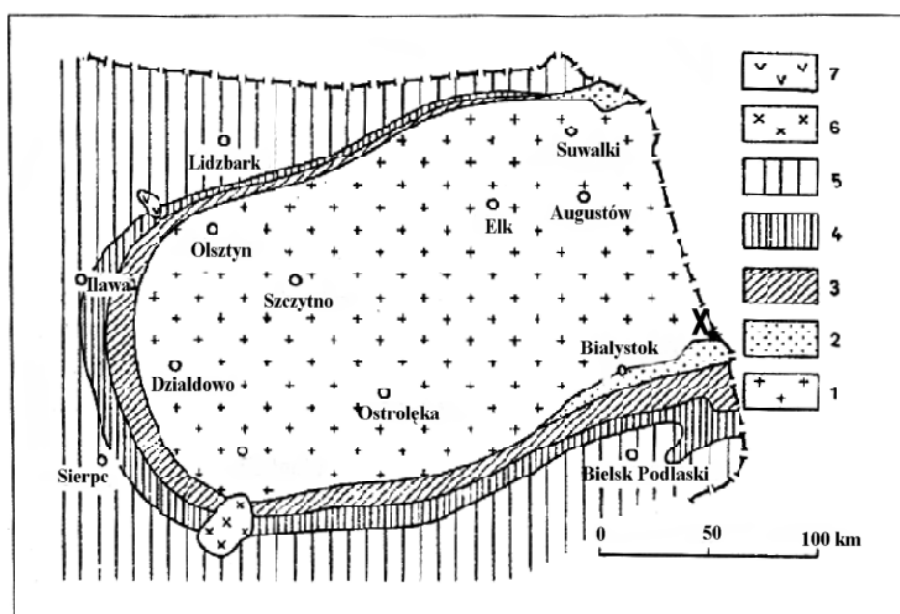 7
6
Suwalki
Lidzbark
5
Elk
Augustów
4
Olsztyn
Ilawa
Szczytno
3
X
Bialystok
2
Dzialdowo
1
Ostrolęka
Sierpc
Bielsk Podlaski
0 50 100 km